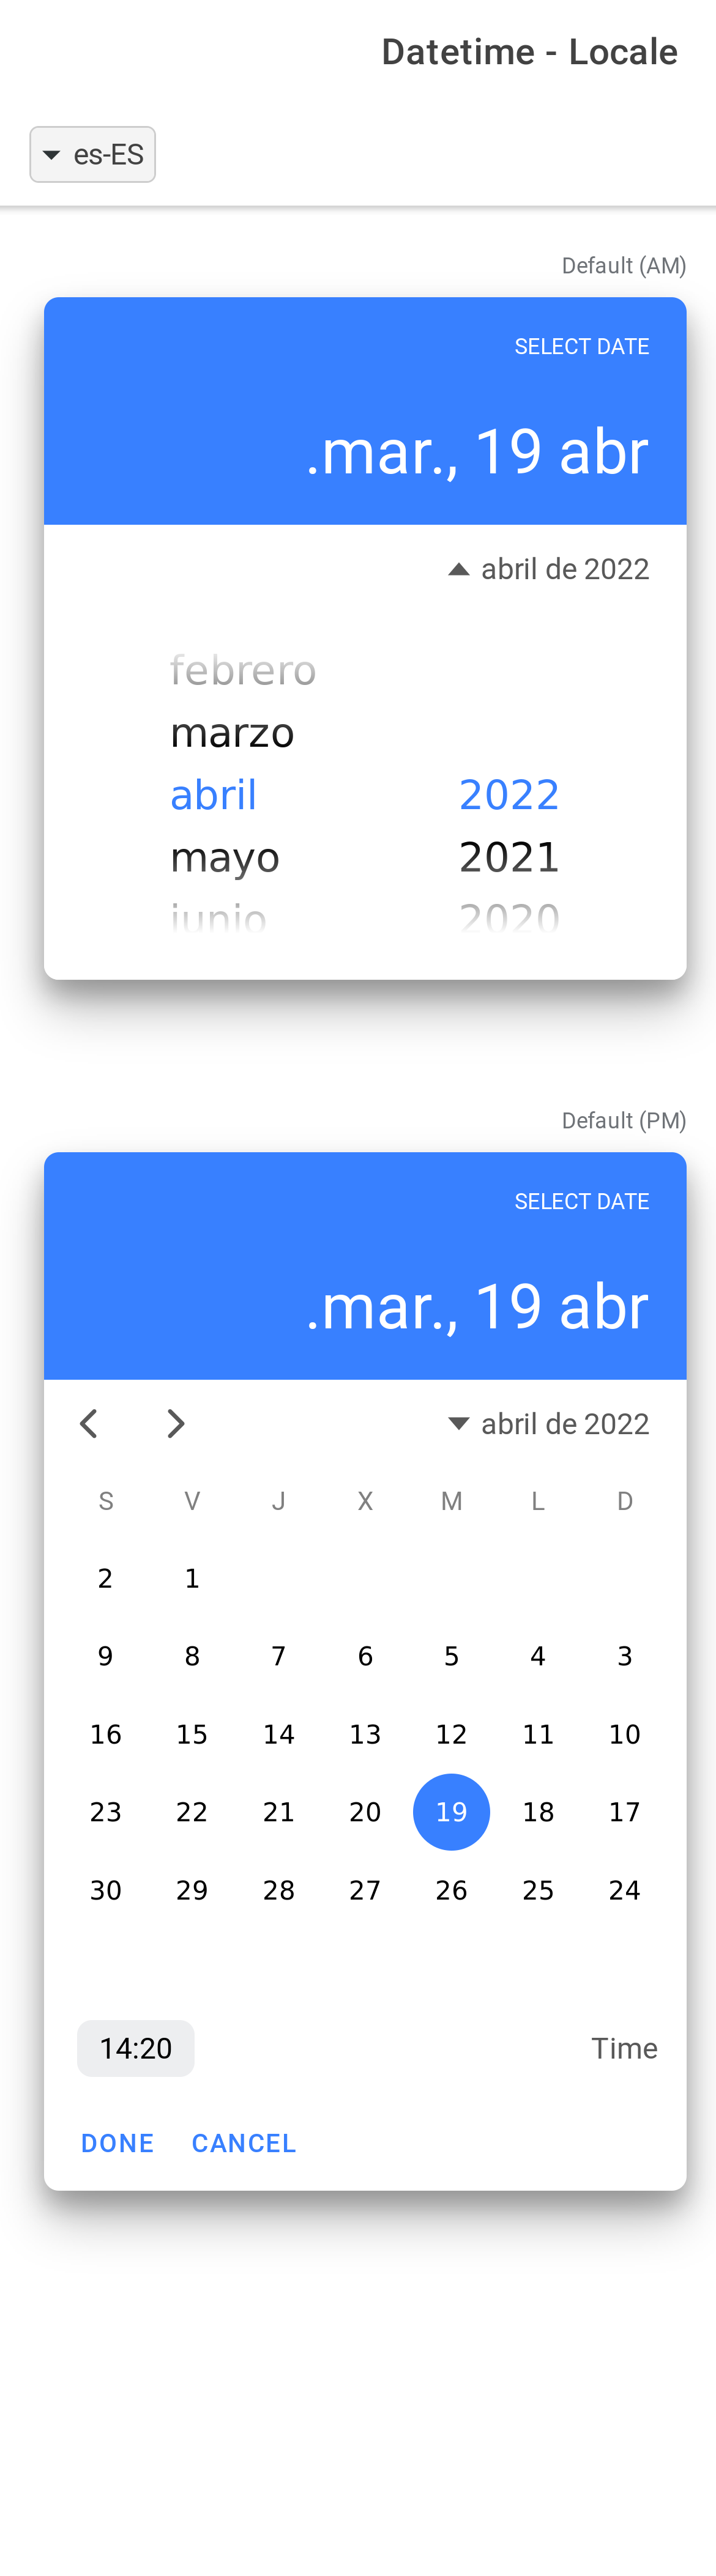 Datetime - Locale
es-ES
Default (AM)
SELECT DATE
.mar., 19 abr
abril de 2022
febrero
marzo
abril 2022
mayo 2021
junio 2020
Default (PM)
SELECT DATE
.mar., 19 abr
abril de 2022
S V J X M L D
2 1
9 8 7 6 5 4 3
16 15 14 13 12 11 10
23 22 21 20 19 18 17
30 29 28 27 26 25 24
14:20 Time
DONE CANCEL